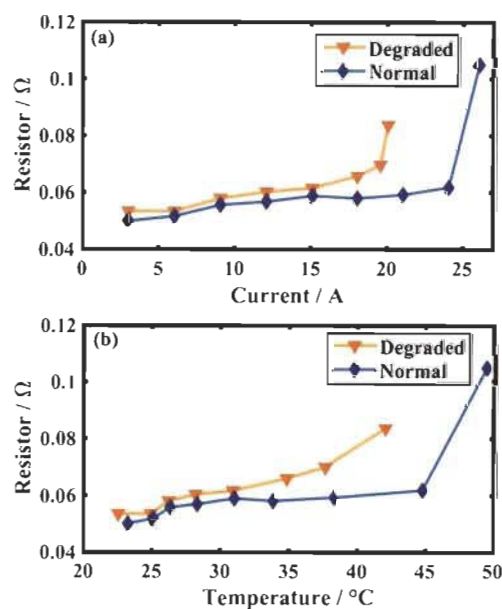 (a)
Degraded
Normal
Resistor / Ω
0.12
0.1
0.08
0.06
0.04
0 5 10 15 20 25
Current / A
(b)
Degraded
Normal
Resistor / Ω
0.12
0.1
0.08
0.06
0.04
20 25 30 35 40 45 50
Temperature / °C